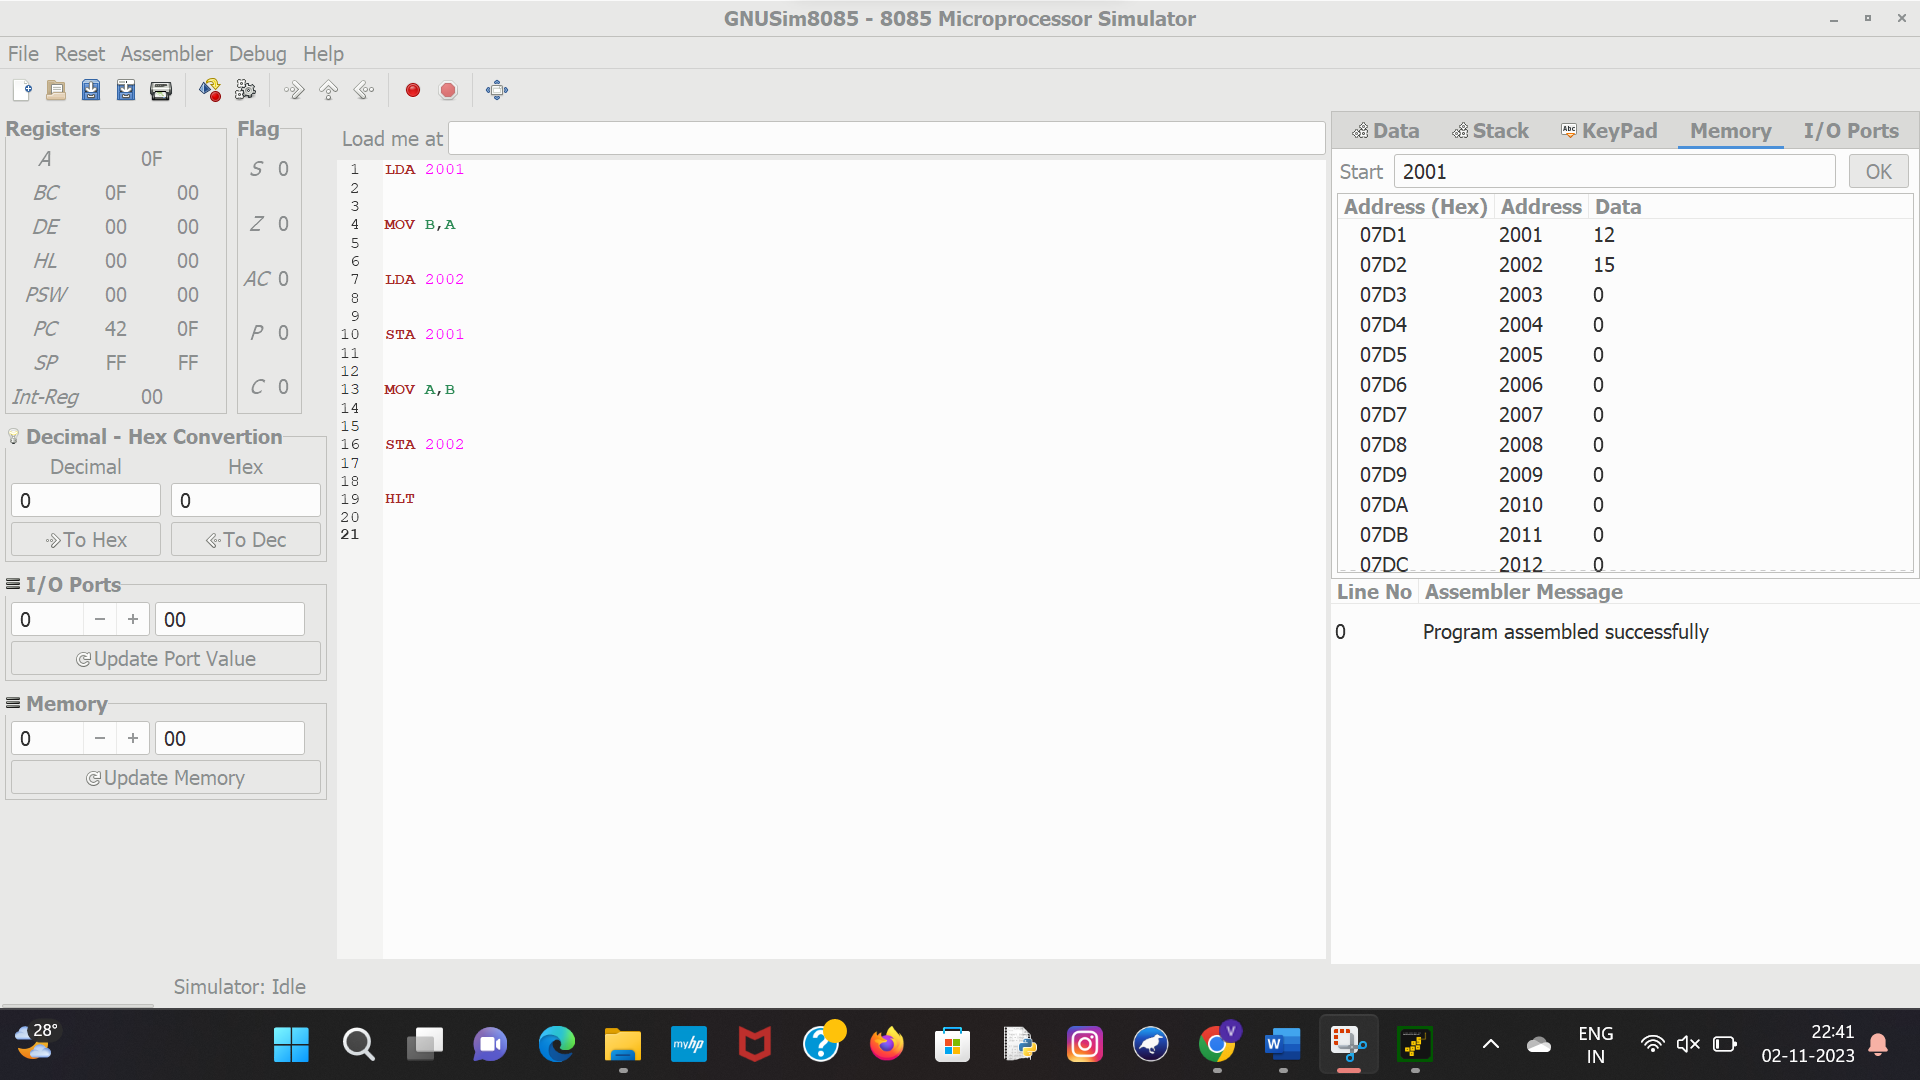 GNUSim8085 - 8085 Microprocessor Simulator
File Reset Assembler Debug Help
Registers
A 0F
BC 0F 00
DE 00 00
HL 00 00
PSW 00 00
PC 42 0F
SP FF FF
Int-Reg 00
Flag
S 0
Z 0
AC 0
P 0
C 0
Decimal - Hex Convertion
Decimal Hex
0 0
To Hex To Dec
I/O Ports
0 − + 00
Update Port Value
Memory
0 − + 00
Update Memory
Simulator: Idle
Load me at
1 LDA 2001
2
3
4 MOV B,A
5
6
7 LDA 2002
8
9
10 STA 2001
11
12
13 MOV A,B
14
15
16 STA 2002
17
18
19 HLT
20
21
Data Stack Abc KeyPad Memory I/O Ports
Start 2001 OK
Address (Hex) Address Data
07D1 2001 12
07D2 2002 15
07D3 2003 0
07D4 2004 0
07D5 2005 0
07D6 2006 0
07D7 2007 0
07D8 2008 0
07D9 2009 0
07DA 2010 0
07DB 2011 0
07DC 2012 0
Line No Assembler Message
0 Program assembled successfully
28°
myhp
V
W
ENG
IN
22:41
02-11-2023